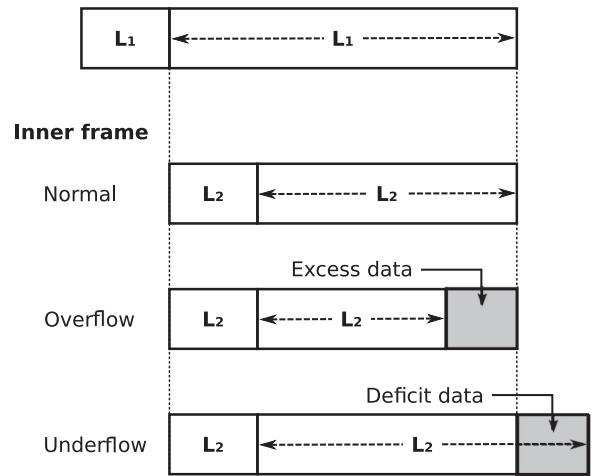 L₁ L₁
Inner frame
Normal L₂ L₂
Excess data
Overflow L₂ L₂
Deficit data
Underflow L₂ L₂